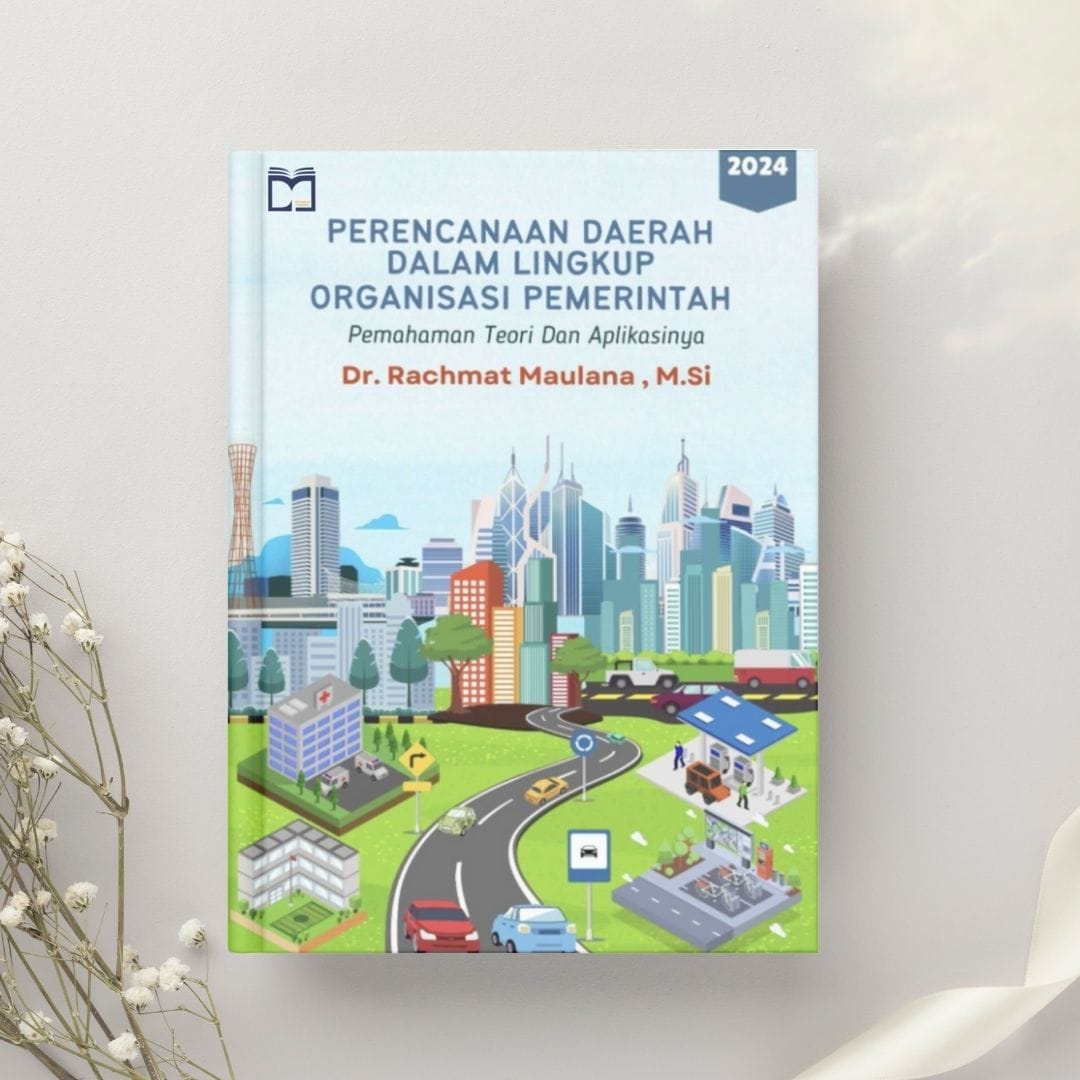 2024
PERENCANAAN DAERAH
DALAM LINGKUP
ORGANISASI PEMERINTAH
Pemahaman Teori Dan Aplikasinya
Dr. Rachmat Maulana , M.Si